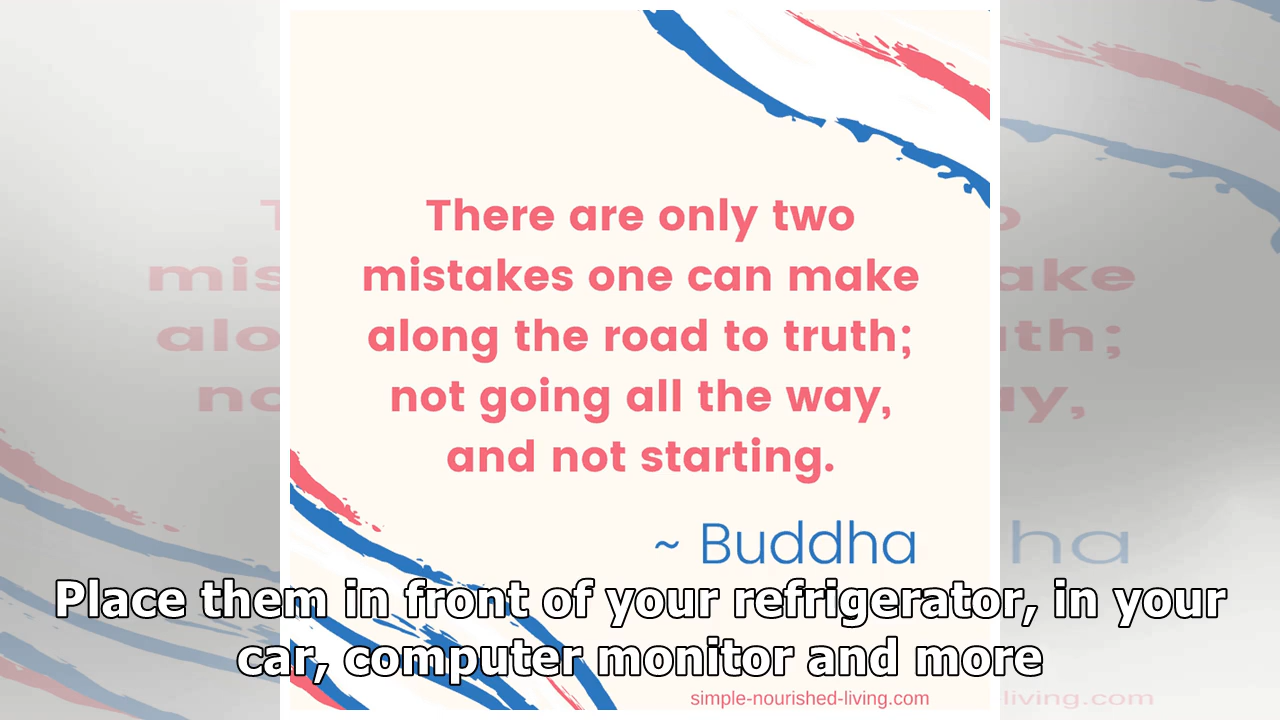 There are only two
mistakes one can make
along the road to truth;
not going all the way,
and not starting.
~ Buddha
Place them in front of your refrigerator, in your
car, computer monitor and more
simple-nourished-living.com